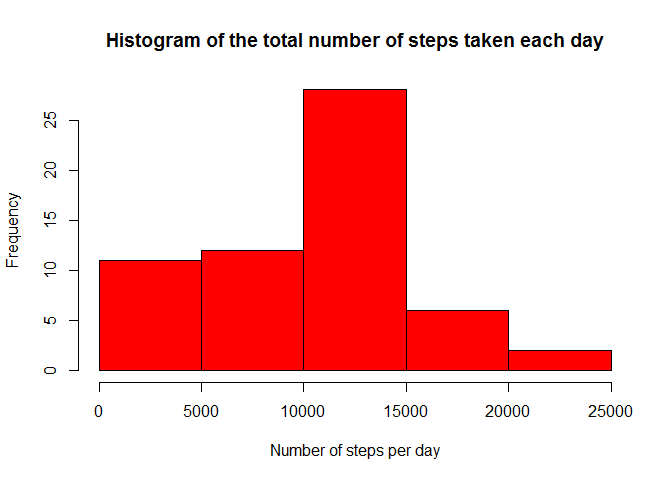 Histogram of the total number of steps taken each day
Frequency
25
20
15
10
5
0
0 5000 10000 15000 20000 25000
Number of steps per day